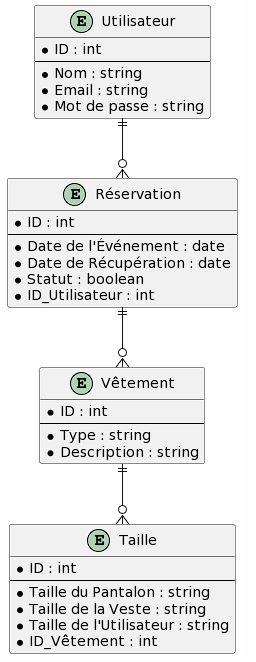 E Utilisateur
• ID : int
• Nom : string
• Email : string
• Mot de passe : string
E Réservation
• ID : int
• Date de l'Événement : date
• Date de Récupération : date
• Statut : boolean
• ID_Utilisateur : int
E Vêtement
• ID : int
• Type : string
• Description : string
E Taille
• ID : int
• Taille du Pantalon : string
• Taille de la Veste : string
• Taille de l'Utilisateur : string
• ID_Vêtement : int